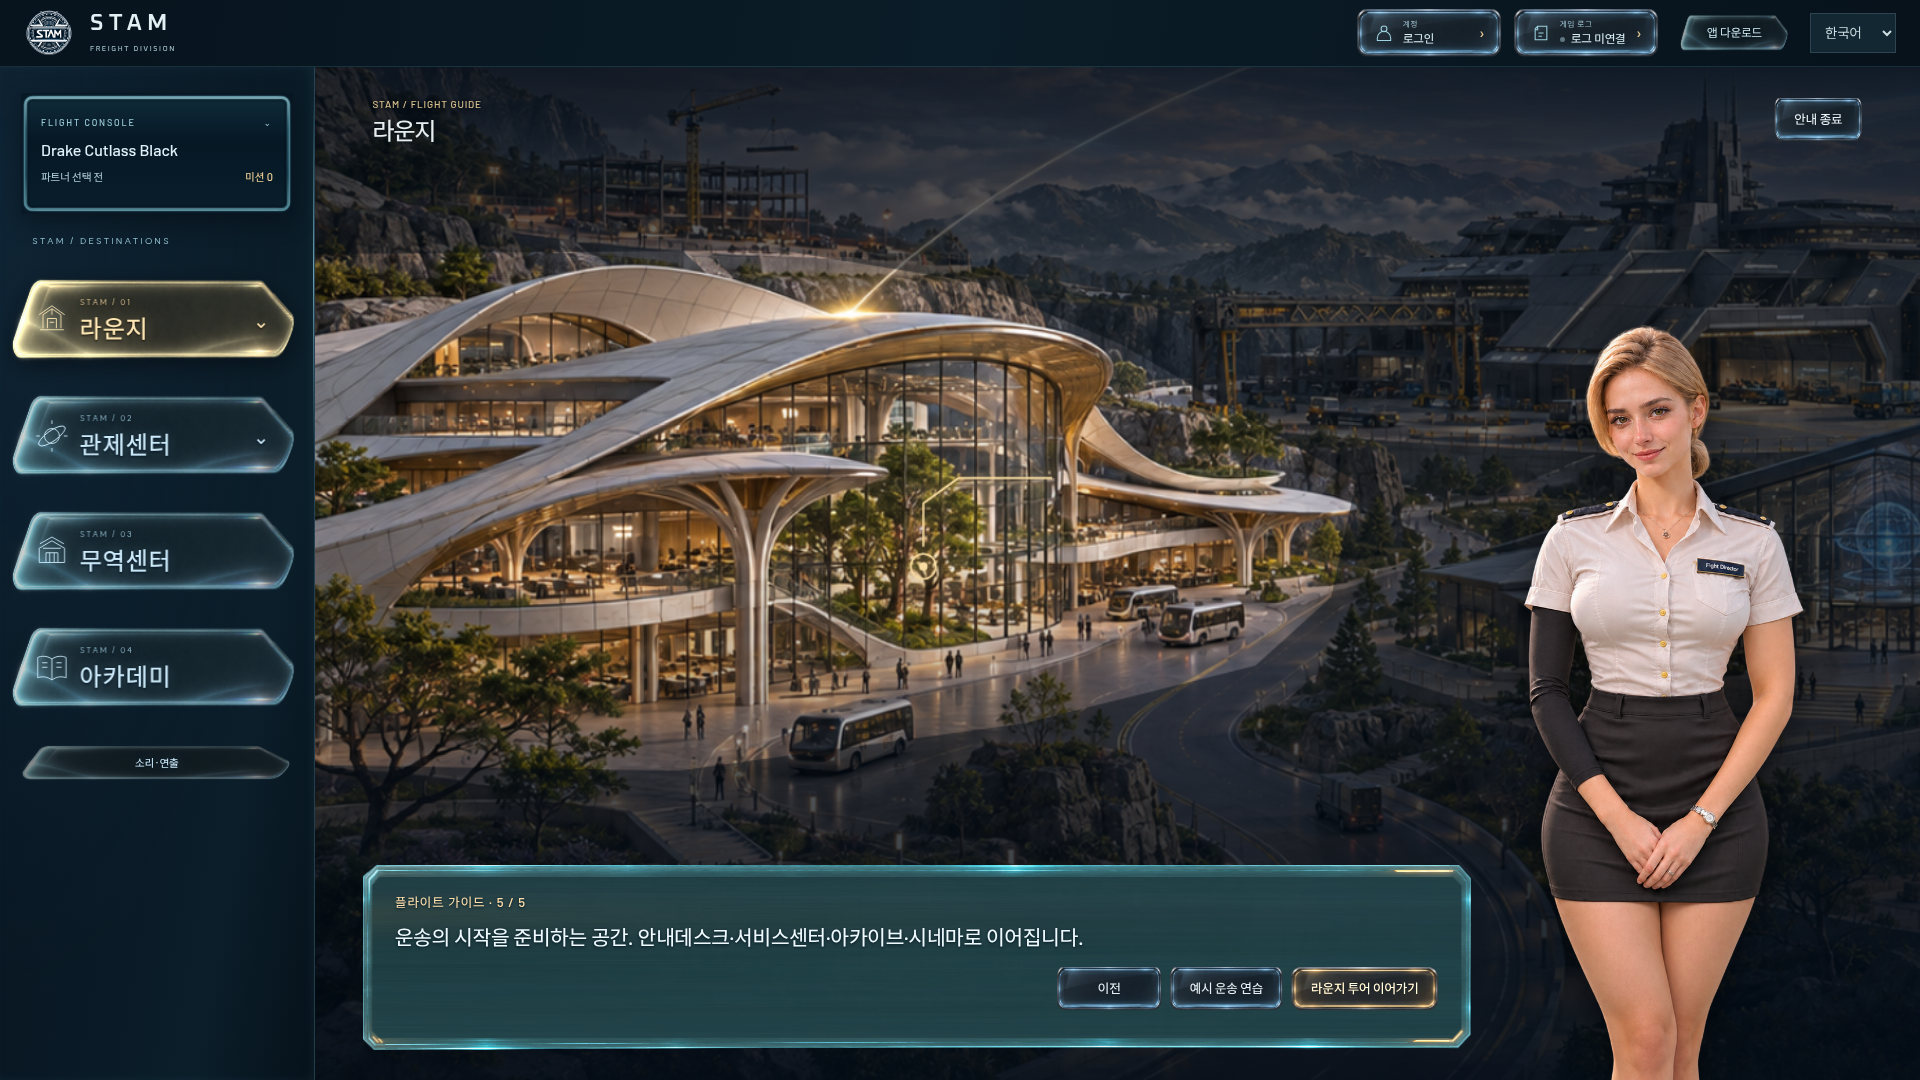 STAM
FREIGHT DIVISION
STAM
계정
로그인
게임 로그
로그 미연결
앱 다운로드
한국어
FLIGHT CONSOLE
Drake Cutlass Black
파트너 선택 전
미션 0
STAM / DESTINATIONS
STAM / 01
라운지
STAM / 02
관제센터
STAM / 03
무역센터
STAM / 04
아카데미
소리·연출
STAM / FLIGHT GUIDE
라운지
안내 종료
Fight Director
플라이트 가이드 · 5 / 5
운송의 시작을 준비하는 공간. 안내데스크·서비스센터·아카이브·시네마로 이어집니다.
이전
예시 운송 연습
라운지 투어 이어가기